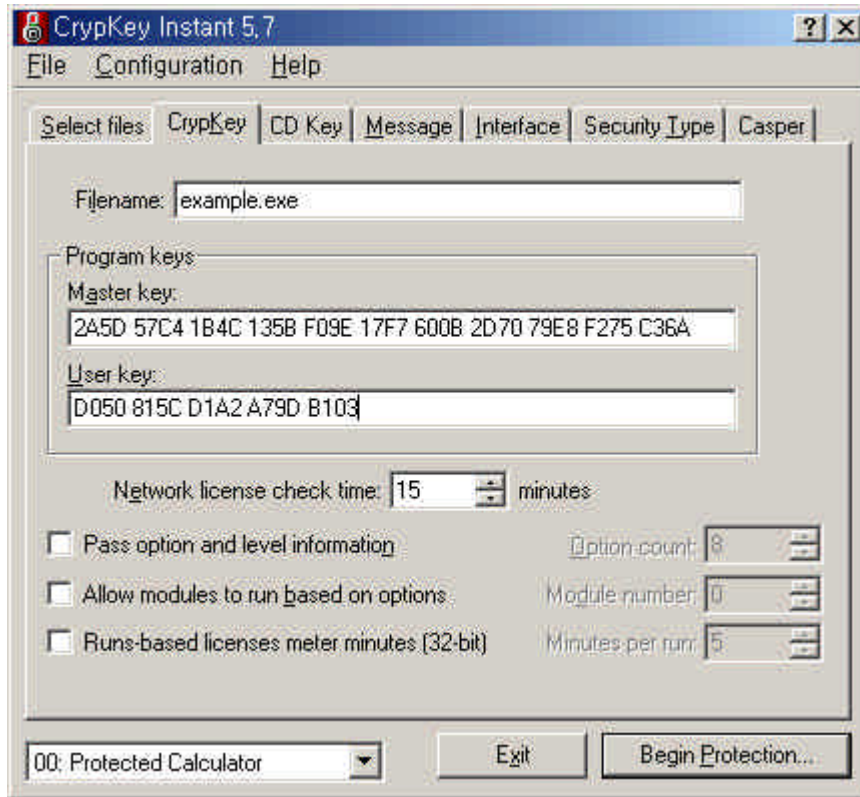 CrypKey Instant 5,7
File Configuration Help
Select files CrypKey CD Key Message Interface Security Type Casper
Filename: example.exe
Program keys
Master key:
2A5D 57C4 1B4C 135B F09E 17F7 600B 2D70 79E8 F275 C36A
User key:
D050 815C D1A2 A79D B103
Network license check time: 15 minutes
Pass option and level information Option count: 8
Allow modules to run based on options Module number: 0
Runs-based licenses meter minutes (32-bit) Minutes per run: 5
00: Protected Calculator Exit Begin Protection...